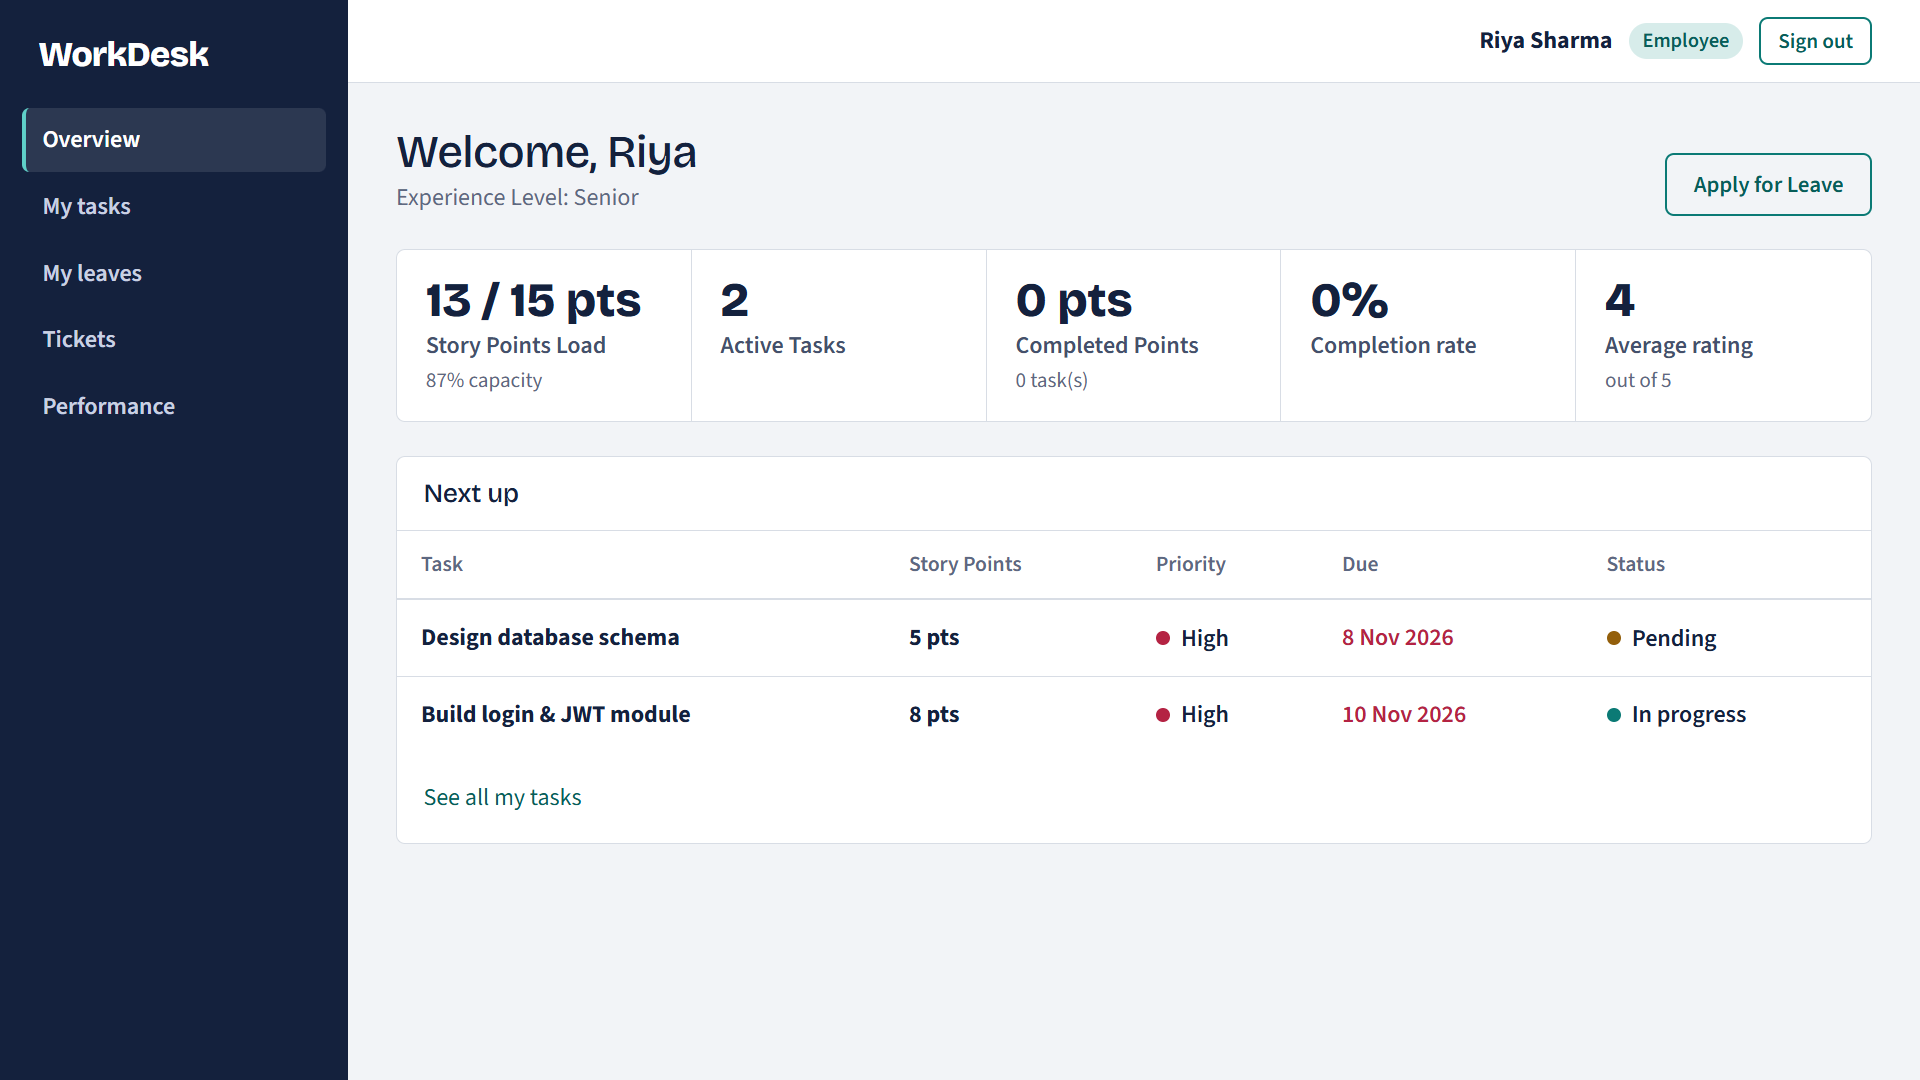 WorkDesk
Overview
My tasks
My leaves
Tickets
Performance
Riya Sharma Employee Sign out
Welcome, Riya
Experience Level: Senior
Apply for Leave
13 / 15 pts
Story Points Load
87% capacity
2
Active Tasks
0 pts
Completed Points
0 task(s)
0%
Completion rate
4
Average rating
out of 5
Next up
Task Story Points Priority Due Status
Design database schema 5 pts High 8 Nov 2026 Pending
Build login & JWT module 8 pts High 10 Nov 2026 In progress
See all my tasks